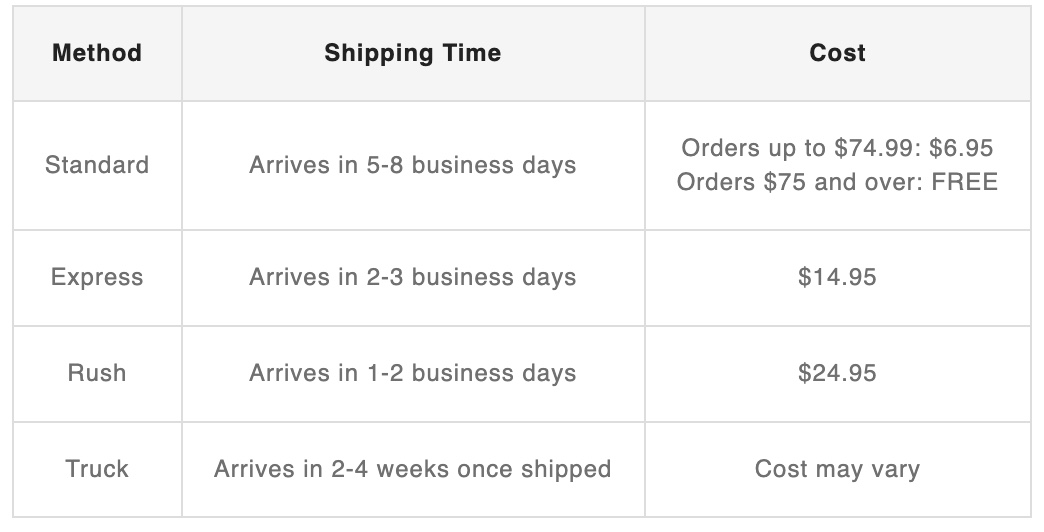 Method Shipping Time Cost
Standard Arrives in 5-8 business days Orders up to $74.99: $6.95
Orders $75 and over: FREE
Express Arrives in 2-3 business days $14.95
Rush Arrives in 1-2 business days $24.95
Truck Arrives in 2-4 weeks once shipped Cost may vary